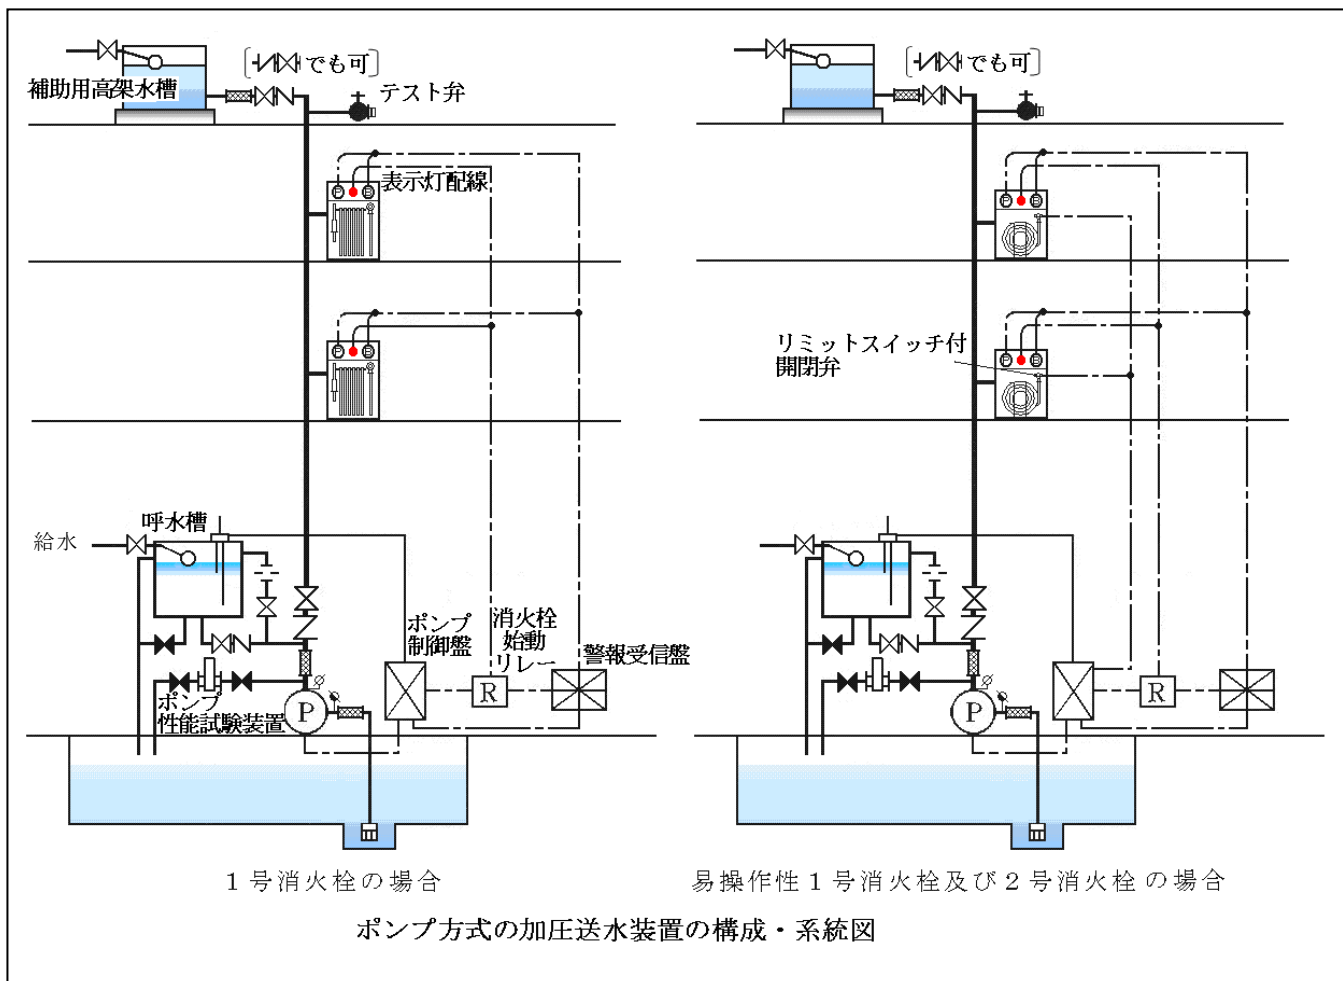 〔でも可〕
補助用高架水槽
テスト弁
表示灯配線
P
B
P
B
呼水槽
給水
ポンプ
制御盤
消火栓
始動
リレー
警報受信盤
R
ポンプ
性能試験装置
P
1号消火栓の場合
〔でも可〕
P
B
リミットスイッチ付
開閉弁
P
B
R
P
易操作性1号消火栓及び2号消火栓の場合
ポンプ方式の加圧送水装置の構成・系統図